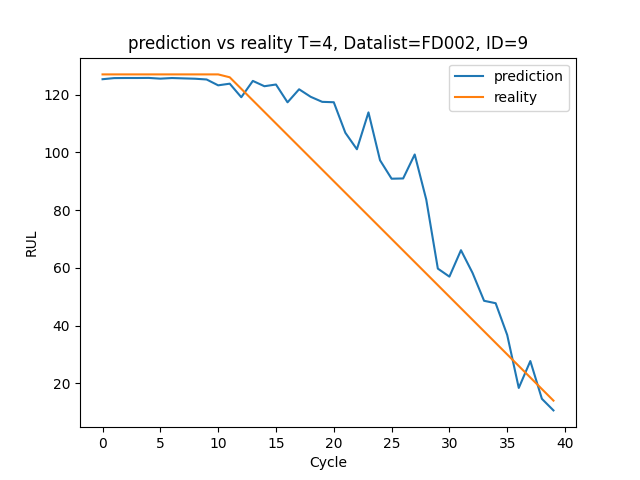 prediction vs reality T=4, Datalist=FD002, ID=9
prediction
reality
120
100
80
60
40
20
RUL
0 5 10 15 20 25 30 35 40
Cycle